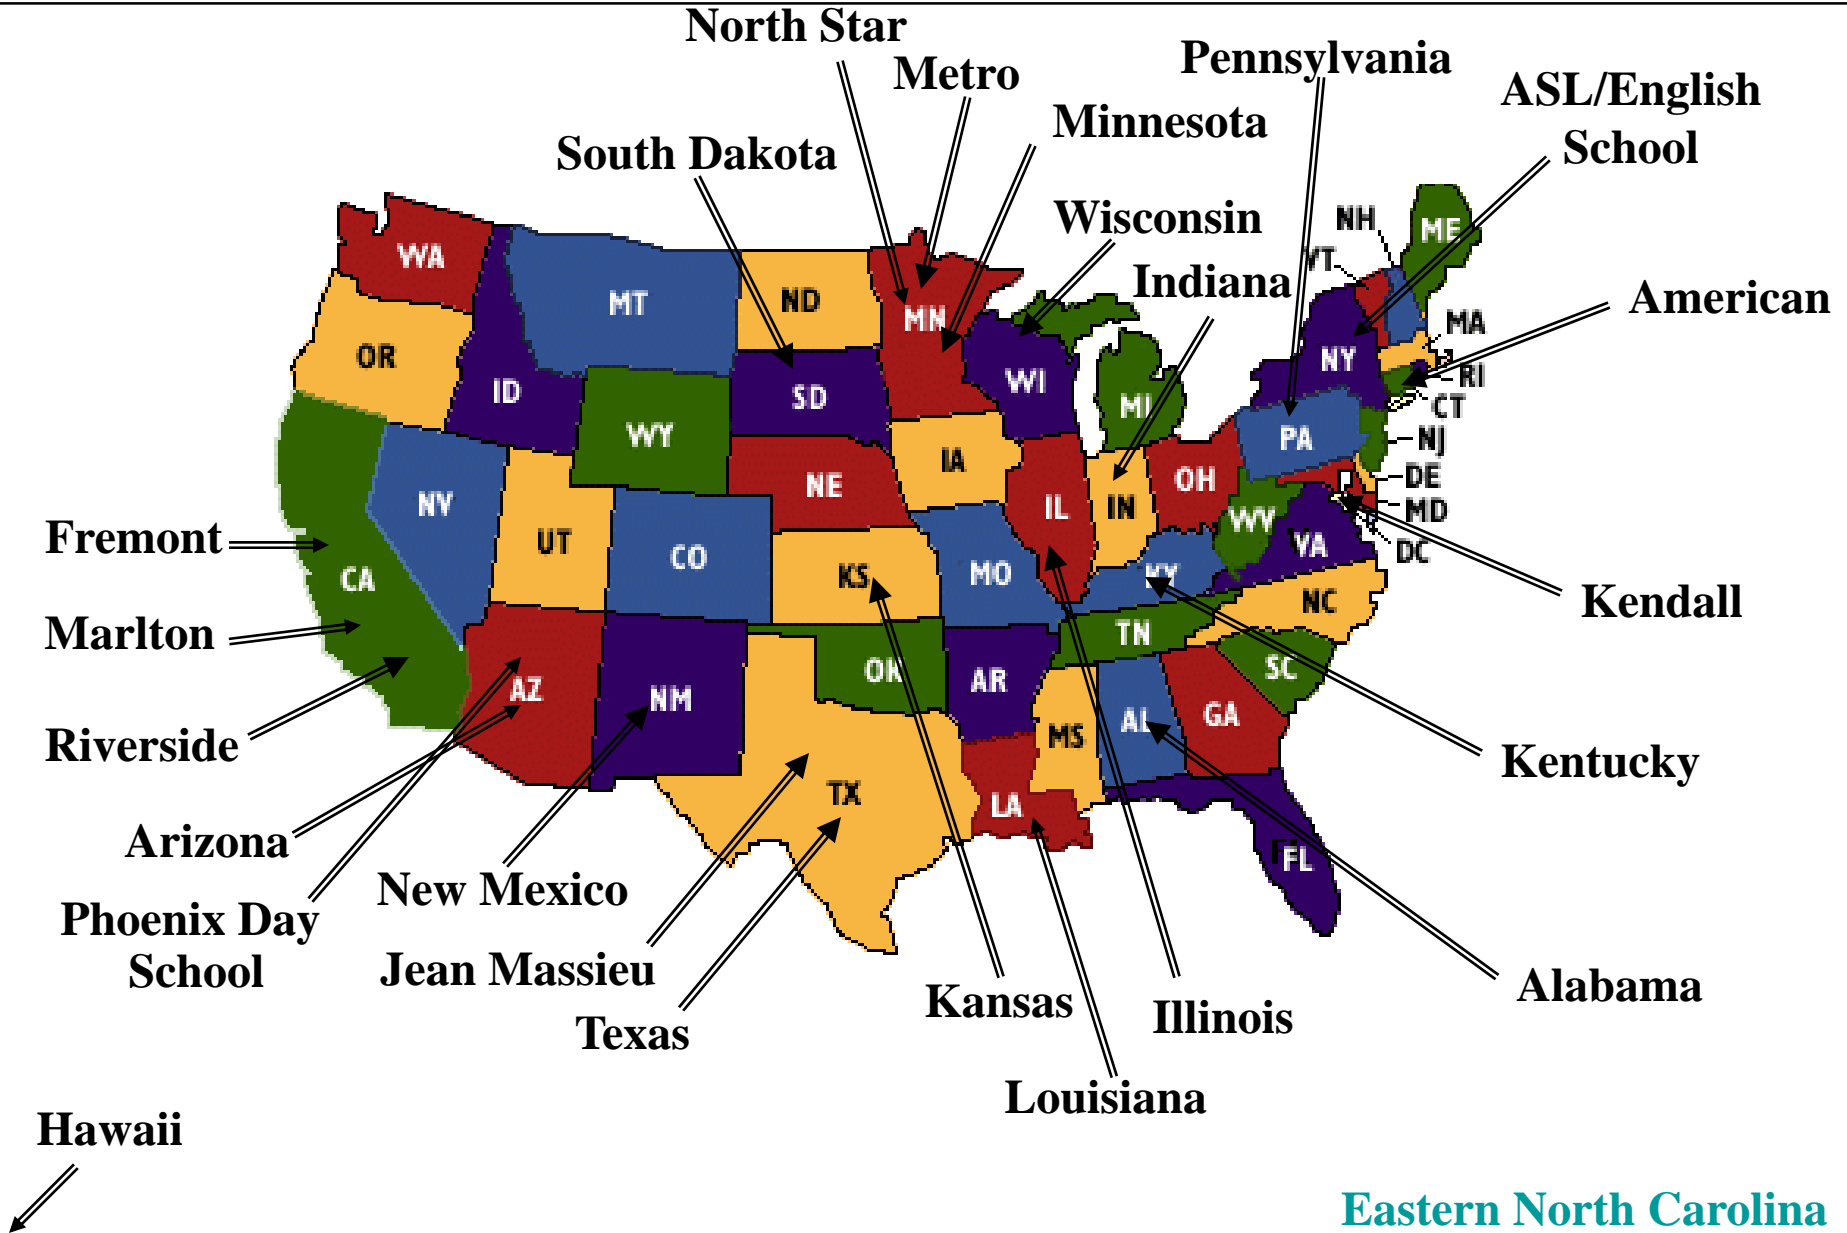 North Star
Metro
Pennsylvania
ASL/English
School
Minnesota
South Dakota
Wisconsin
Indiana
American
NH
ME
VT
WA
MT
ND
MN
MA
OR
ID
SD
WI
MI
NY
RI
CT
WY
IA
PA
NJ
NV
NE
IL
IN
OH
DE
MD
WV
VA
DC
Fremont
UT
CO
KS
MO
KY
CA
NC
Kendall
Marlton
TN
SC
AZ
NM
OK
AR
Riverside
MS
AL
GA
Kentucky
TX
LA
Arizona
FL
New Mexico
Phoenix Day
School
Jean Massieu
Texas
Kansas
Illinois
Alabama
Louisiana
Hawaii
Eastern North Carolina